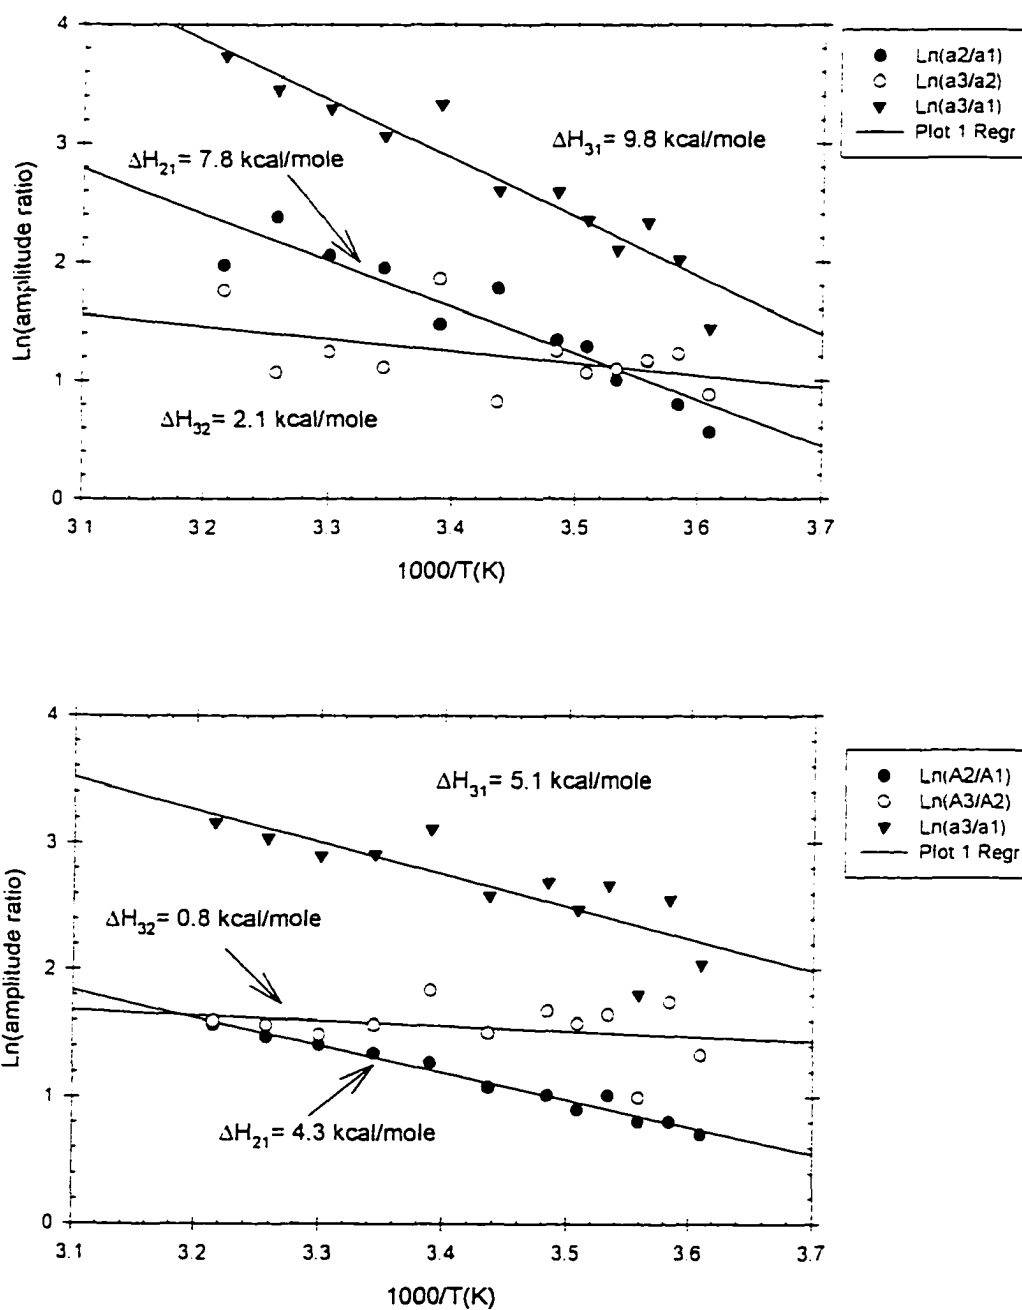 4
3
2
1
0
Ln(amplitude ratio)
ΔH31= 9.8 kcal/mole
ΔH21= 7.8 kcal/mole
ΔH32= 2.1 kcal/mole
3.1 3.2 3.3 3.4 3.5 3.6 3.7
1000/T(K)
Ln(a2/a1)
Ln(a3/a2)
Ln(a3/a1)
Plot 1 Regr
4
3
2
1
0
Ln(amplitude ratio)
ΔH31= 5.1 kcal/mole
ΔH32= 0.8 kcal/mole
ΔH21= 4.3 kcal/mole
3.1 3.2 3.3 3.4 3.5 3.6 3.7
1000/T(K)
Ln(A2/A1)
Ln(A3/A2)
Ln(a3/a1)
Plot 1 Regr